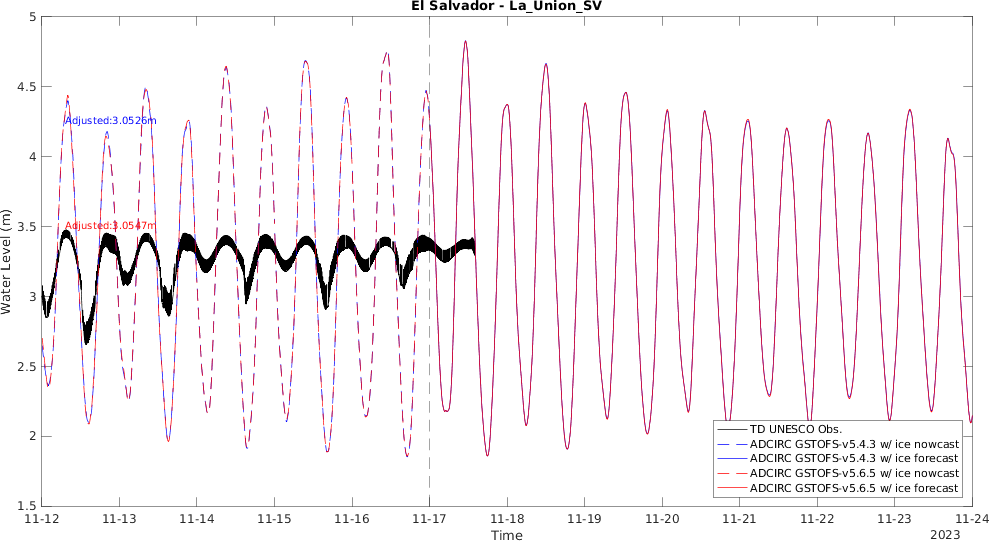 El Salvador - La_Union_SV
5
4.5
4
3.5
3
2.5
2
1.5
Water Level (m)
Adjusted:3.0526m
Adjusted:3.0547m
TD UNESCO Obs.
ADCIRC GSTOFS-v5.4.3 w/ ice nowcast
ADCIRC GSTOFS-v5.4.3 w/ ice forecast
ADCIRC GSTOFS-v5.6.5 w/ ice nowcast
ADCIRC GSTOFS-v5.6.5 w/ ice forecast
11-12 11-13 11-14 11-15 11-16 11-17 11-18 11-19 11-20 11-21 11-22 11-23 11-24
Time
2023